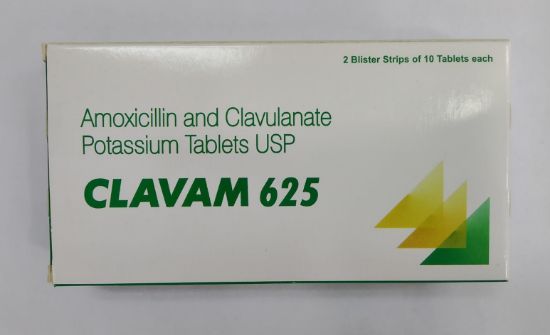 2 Blister Strips of 10 Tablets each
Amoxicillin and Clavulanate
Potassium Tablets USP
CLAVAM 625